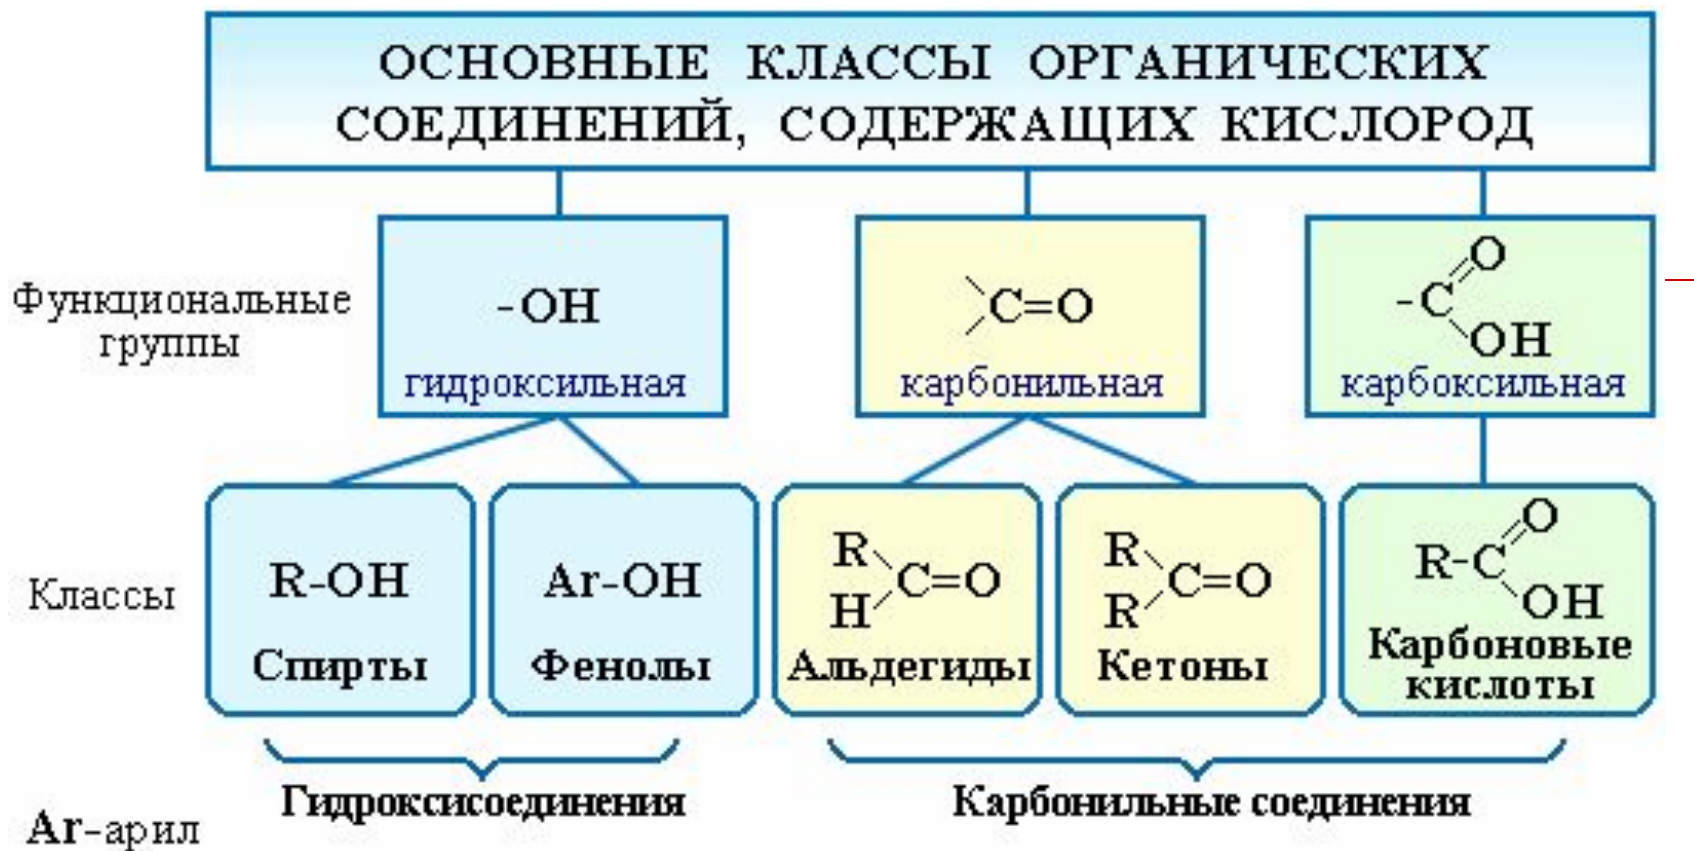 ОСНОВНЫЕ КЛАССЫ ОРГАНИЧЕСКИХ
СОЕДИНЕНИЙ, СОДЕРЖАЩИХ КИСЛОРОД
Функциональные
группы
-OH
гидроксильная
C=O
карбонильная
O
-C
OH
карбоксильная
Классы
R-OH
Спирты
Ar-OH
Фенолы
R
C=O
H
Альдегиды
R
C=O
R
Кетоны
O
R-C
OH
Карбоновые
кислоты
Гидроксисоединения
Карбонильные соединения
Ar-арил